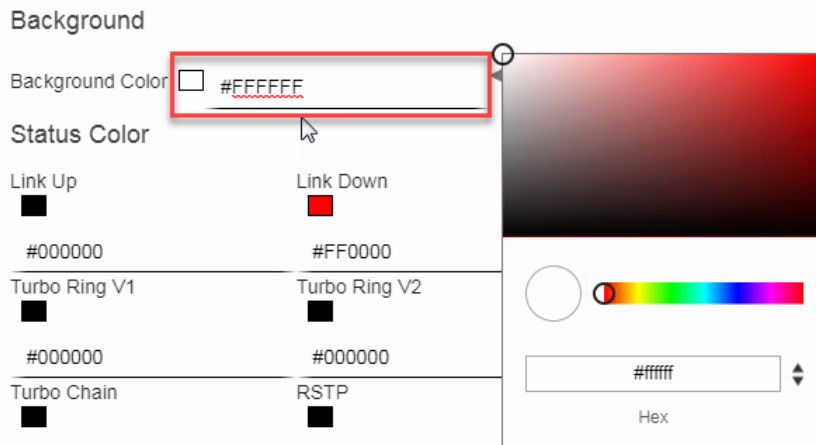 Background
Background Color #FFFFFF
Status Color
Link Up Link Down
#000000 #FF0000
Turbo Ring V1 Turbo Ring V2
#000000 #000000
Turbo Chain RSTP
#ffffff
Hex